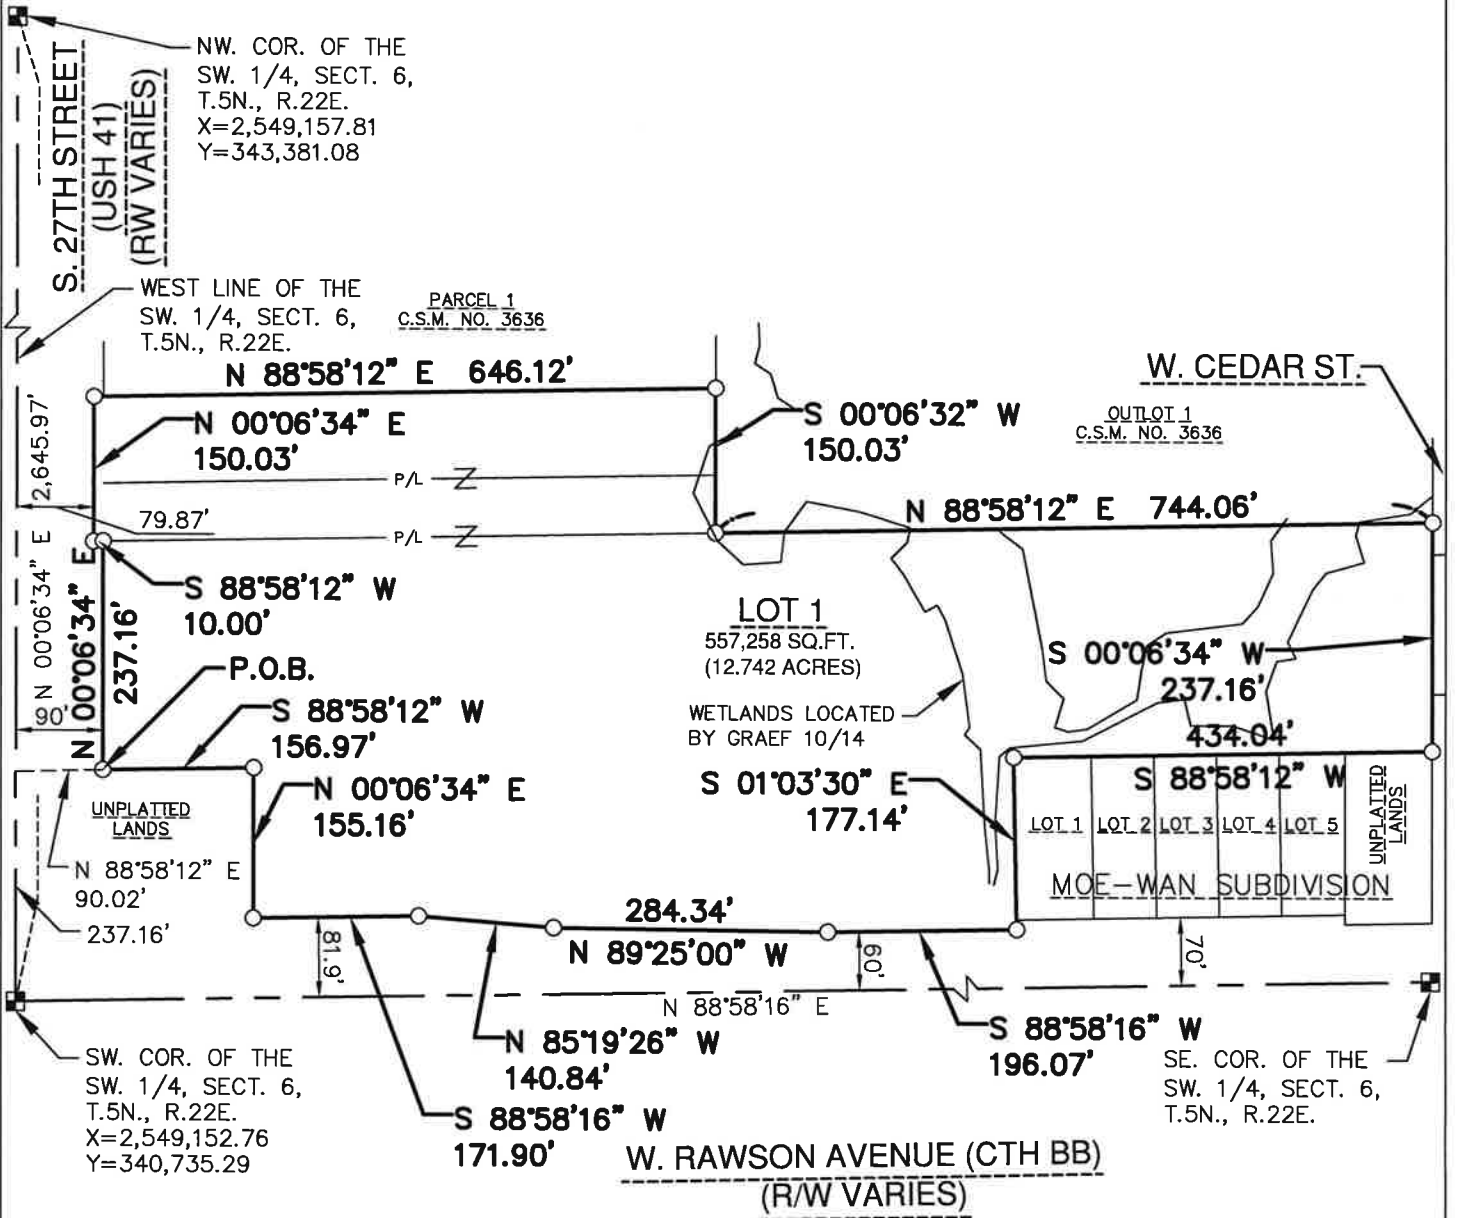 NW. COR. OF THE
SW. 1/4, SECT. 6,
T.5N., R.22E.
X=2,549,157.81
Y=343,381.08
S. 27TH STREET
(USH 41)
(RW VARIES)
WEST LINE OF THE
SW. 1/4, SECT. 6,
T.5N., R.22E.
PARCEL 1
C.S.M. NO. 3636
N 88°58'12" E 646.12'
W. CEDAR ST.
N 00°06'34" E
150.03'
S 00°06'32" W
150.03'
OUTLOT 1
C.S.M. NO. 3636
N 00°06'34" E 2,645.97'
P/L
79.87'
P/L
N 88°58'12" E 744.06'
S 88°58'12" W
10.00'
N 00°06'34" E
237.16'
LOT 1
557,258 SQ.FT.
(12.742 ACRES)
S 00°06'34" W
237.16'
P.O.B.
90'
S 88°58'12" W
156.97'
WETLANDS LOCATED
BY GRAEF 10/14
434.04'
S 88°58'12" W
S 01°03'30" E
177.14'
N 00°06'34" E
155.16'
UNPLATTED
LANDS
N 88°58'12" E
90.02'
237.16'
LOT 1 LOT 2 LOT 3 LOT 4 LOT 5
UNPLATTED
LANDS
MOE-WAN SUBDIVISION
284.34'
N 89°25'00" W
81.9'
60'
70'
N 88°58'16" E
N 85°19'26" W
140.84'
S 88°58'16" W
196.07'
SW. COR. OF THE
SW. 1/4, SECT. 6,
T.5N., R.22E.
X=2,549,152.76
Y=340,735.29
SE. COR. OF THE
SW. 1/4, SECT. 6,
T.5N., R.22E.
S 88°58'16" W
171.90'
W. RAWSON AVENUE (CTH BB)
(R/W VARIES)